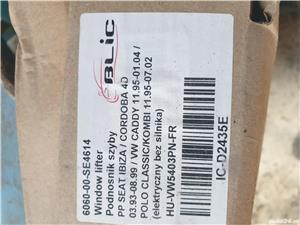 BLIC
6060-00-SE4614
Window lifter
Podnośnik szyby
PP SEAT IBIZA / CORDOBA 4D
03.93-08.99 / VW CADDY 11.95-01.04 /
POLO CLASSIC/KOMBI 11.95-07.02
(elektryczny bez silnika)
HU-VW5403PN-FR
IC-D2435E